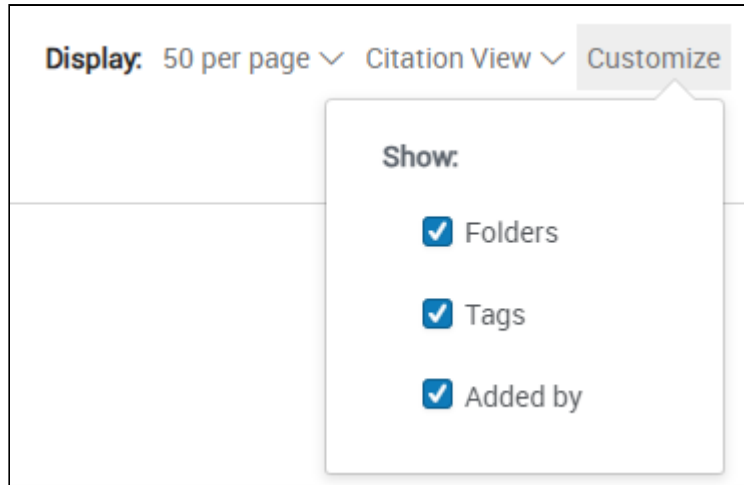 Display: 50 per page Citation View Customize
Show:
Folders
Tags
Added by